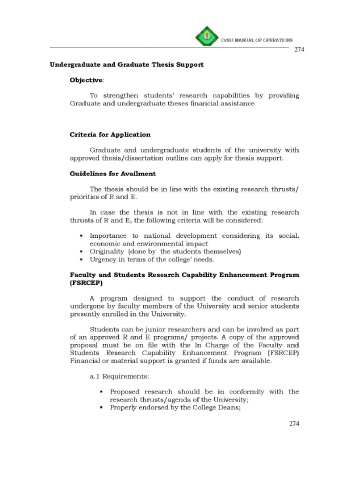 CvSU MANUAL OF OPERATIONS
274
Undergraduate and Graduate Thesis Support
Objective:
To strengthen students' research capabilities by providing
Graduate and undergraduate theses financial assistance
Criteria for Application
Graduate and undergraduate students of the university with
approved thesis/dissertation outline can apply for thesis support.
Guidelines for Availment
The thesis should be in line with the existing research thrusts/
priorities of R and E.
In case the thesis is not in line with the existing research
thrusts of R and E, the following criteria will be considered:
• Importance to national development considering its social,
economic and environmental impact
• Originality (done by the students themselves)
• Urgency in terms of the college' needs.
Faculty and Students Research Capability Enhancement Program
(FSRCEP)
A program designed to support the conduct of research
undergone by faculty members of the University and senior students
presently enrolled in the University.
Students can be junior researchers and can be involved as part
of an approved R and E programs/ projects. A copy of the approved
proposal must be on file with the In Charge of the Faculty and
Students Research Capability Enhancement Program (FSRCEP)
Financial or material support is granted if funds are available.
a.1 Requirements:
• Proposed research should be in conformity with the
research thrusts/agenda of the University;
• Properly endorsed by the College Deans;
274